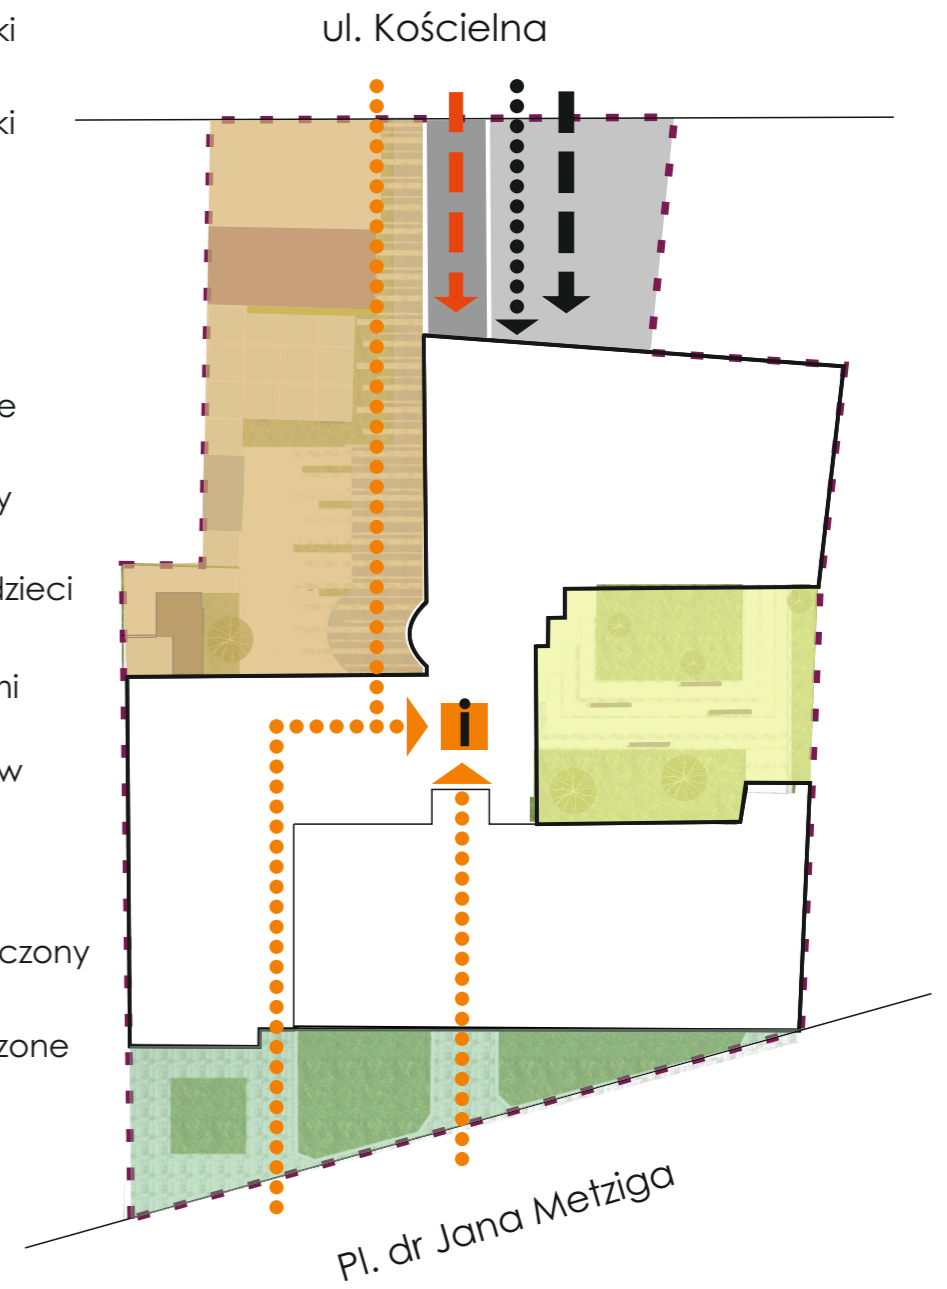 ki
ul. Kościelna
ki
e
y
dzieci
ni
i
w
czony
zone
Pl. dr Jana Metziga